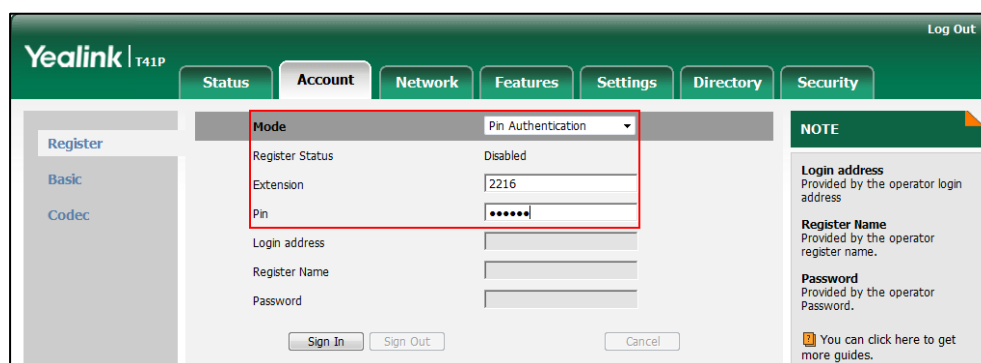 Log Out
Yealink | T41P
Status Account Network Features Settings Directory Security
Register
Basic
Codec
Mode Pin Authentication
Register Status Disabled
Extension 2216
Pin ••••••
Login address
Register Name
Password
Sign In Sign Out Cancel
NOTE
Login address
Provided by the operator login
address
Register Name
Provided by the operator
register name.
Password
Provided by the operator
Password.
You can click here to get
more guides.